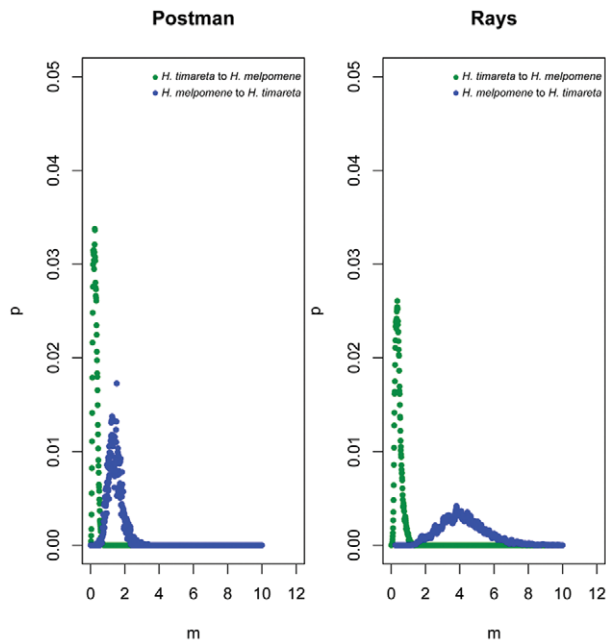 Postman
Rays
H. timareta to H. melpomene
H. melpomene to H. timareta
H. timareta to H. melpomene
H. melpomene to H. timareta
0.05
0.04
0.03
0.02
0.01
0.00
p
0 2 4 6 8 10 12
m
0.05
0.04
0.03
0.02
0.01
0.00
p
0 2 4 6 8 10 12
m